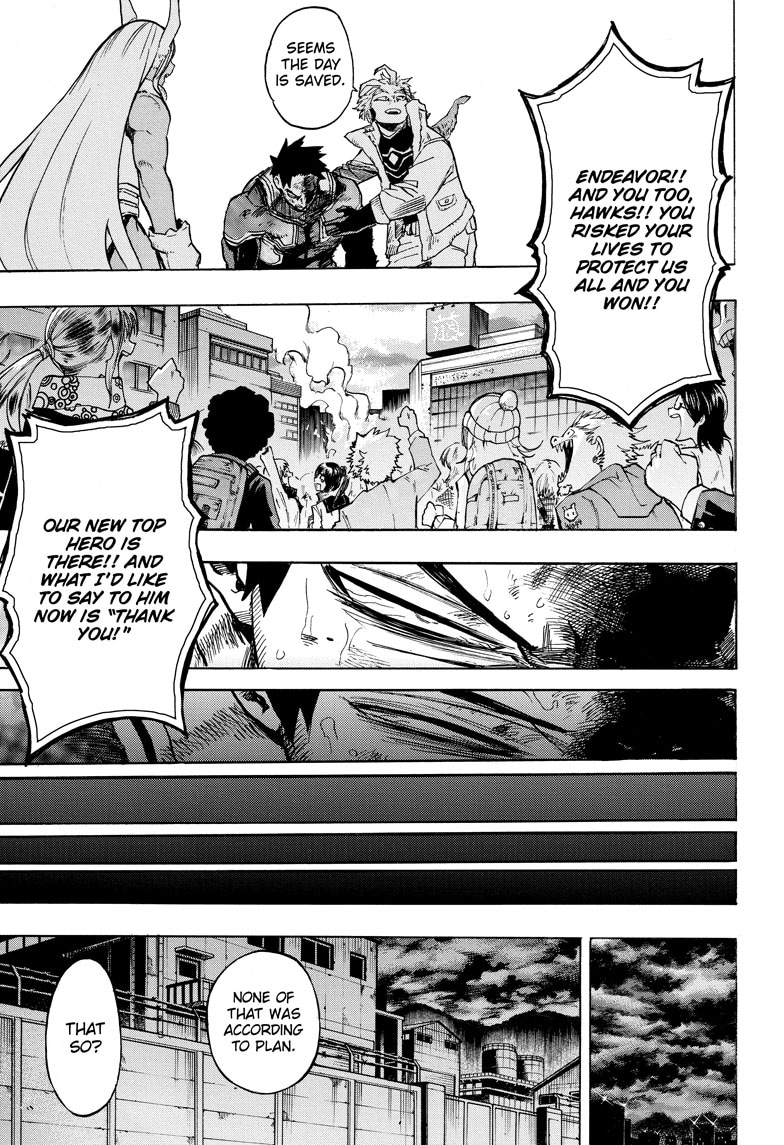 SEEMS
THE DAY
IS SAVED.
ENDEAVOR!!
AND YOU TOO,
HAWKS!! YOU
RISKED YOUR
LIVES TO
PROTECT US
ALL AND YOU
WON!!
OUR NEW TOP
HERO IS
THERE!! AND
WHAT I'D LIKE
TO SAY TO HIM
NOW IS "THANK
YOU!"
NONE OF
THAT WAS
ACCORDING
TO PLAN.
THAT
SO?